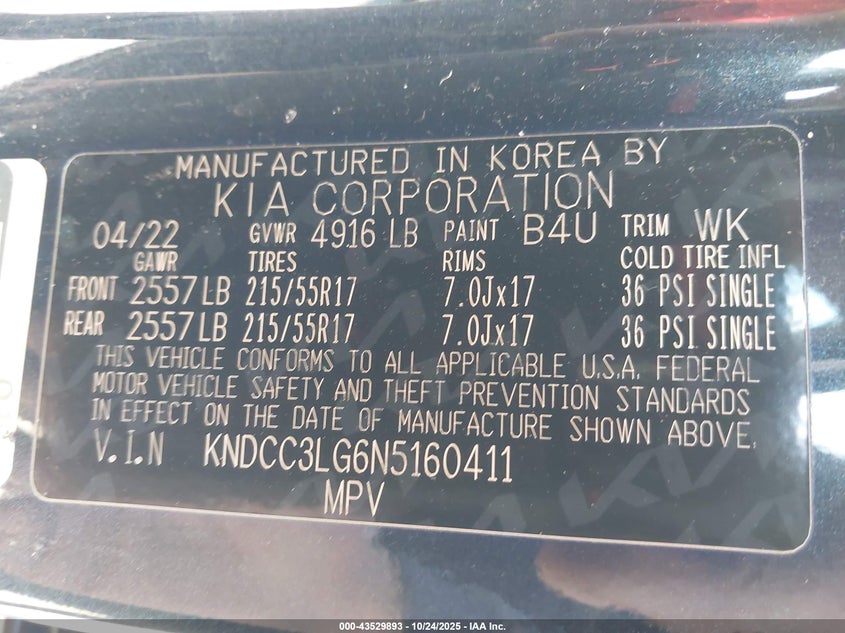 MANUFACTURED IN KOREA BY
KIA CORPORATION
04/22 GVWR 4916 LB PAINT B4U TRIM WK
GAWR TIRES RIMS COLD TIRE INFL
FRONT 2557 LB 215/55R17 7.0Jx17 36 PSI SINGLE
REAR 2557 LB 215/55R17 7.0Jx17 36 PSI SINGLE
THIS VEHICLE CONFORMS TO ALL APPLICABLE U.S.A. FEDERAL
MOTOR VEHICLE SAFETY AND THEFT PREVENTION STANDARDS
IN EFFECT ON THE DATE OF MANUFACTURE SHOWN ABOVE.
V.I.N KNDCC3LG6N5160411
MPV
000-43529893 - 10/24/2025 - IAA Inc.